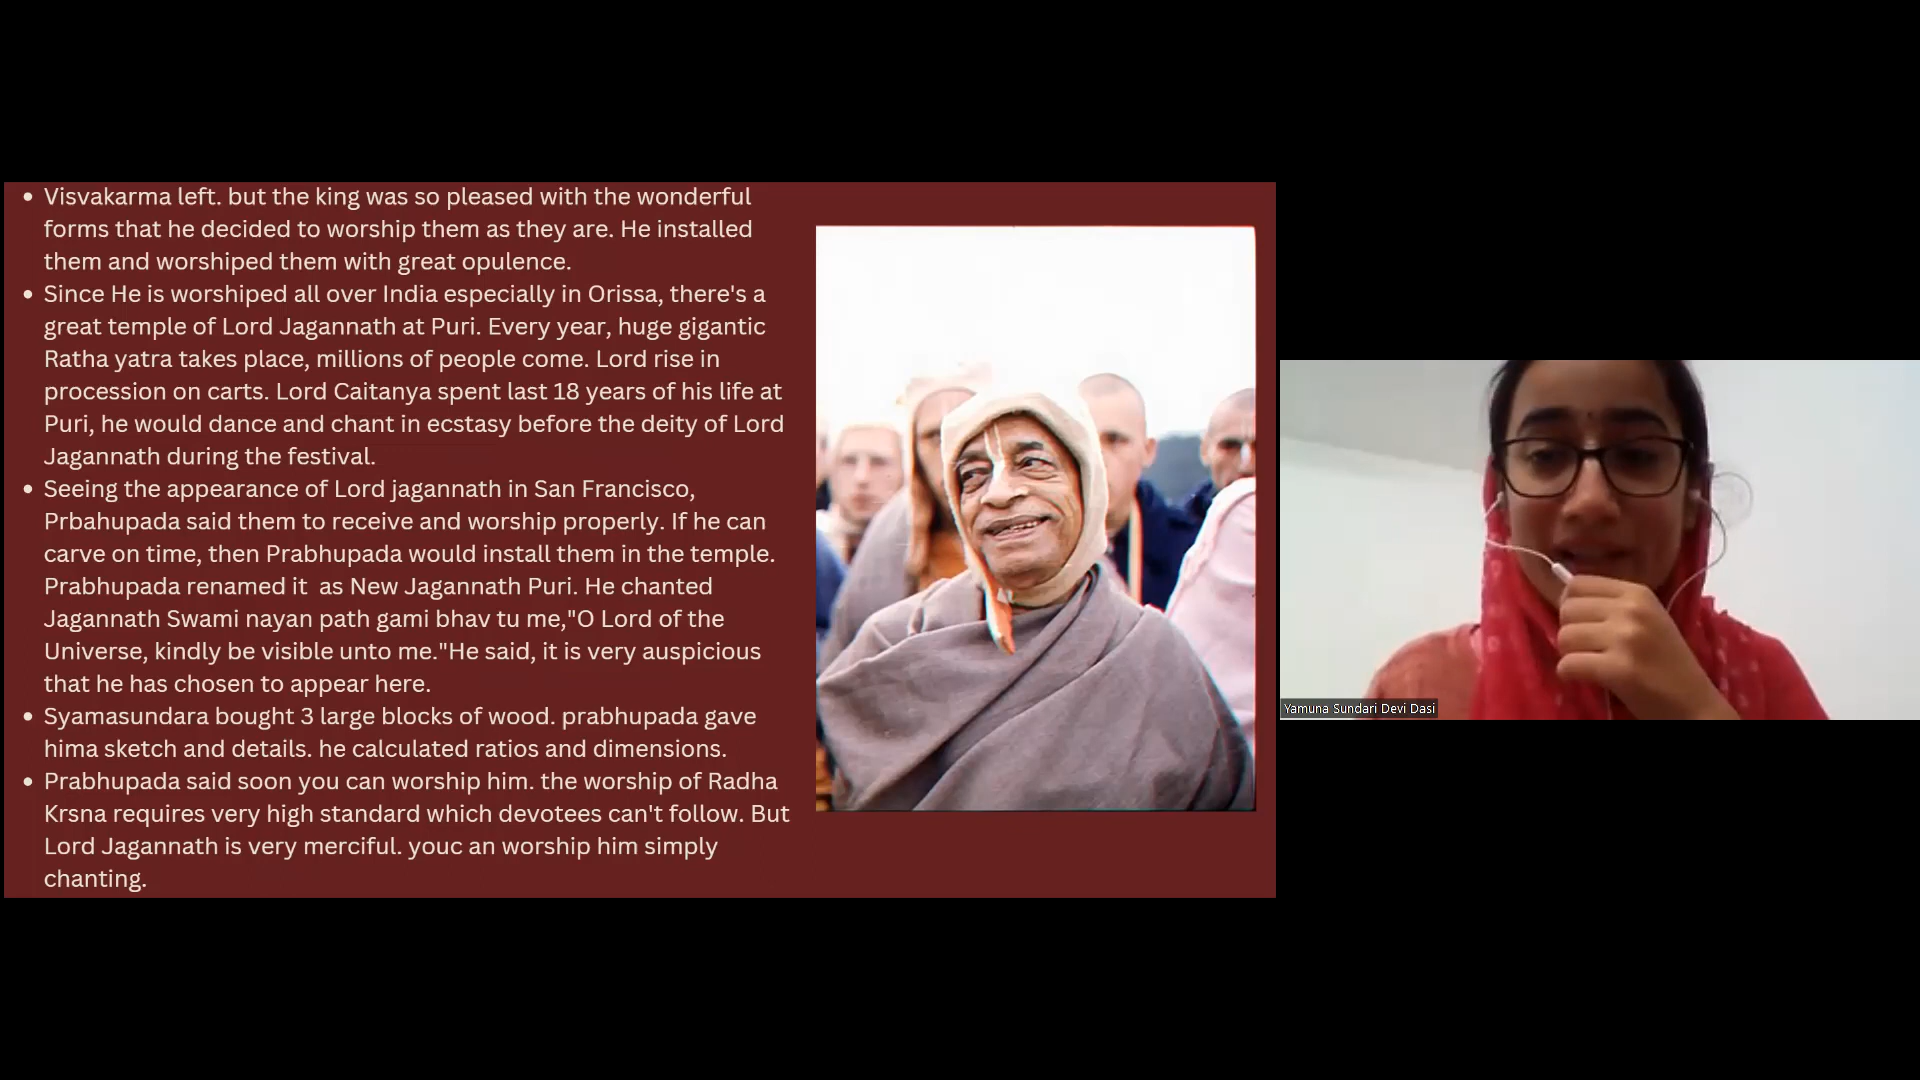 • Visvakarma left. but the king was so pleased with the wonderful
forms that he decided to worship them as they are. He installed
them and worshiped them with great opulence.
• Since He is worshiped all over India especially in Orissa, there's a
great temple of Lord Jagannath at Puri. Every year, huge gigantic
Ratha yatra takes place, millions of people come. Lord rise in
procession on carts. Lord Caitanya spent last 18 years of his life at
Puri, he would dance and chant in ecstasy before the deity of Lord
Jagannath during the festival.
• Seeing the appearance of Lord jagannath in San Francisco,
Prbahupada said them to receive and worship properly. If he can
carve on time, then Prabhupada would install them in the temple.
Prabhupada renamed it  as New Jagannath Puri. He chanted
Jagannath Swami nayan path gami bhav tu me,"O Lord of the
Universe, kindly be visible unto me."He said, it is very auspicious
that he has chosen to appear here.
• Syamasundara bought 3 large blocks of wood. prabhupada gave
hima sketch and details. he calculated ratios and dimensions.
• Prabhupada said soon you can worship him. the worship of Radha
Krsna requires very high standard which devotees can't follow. But
Lord Jagannath is very merciful. youc an worship him simply
chanting.
Yamuna Sundari Devi Dasi